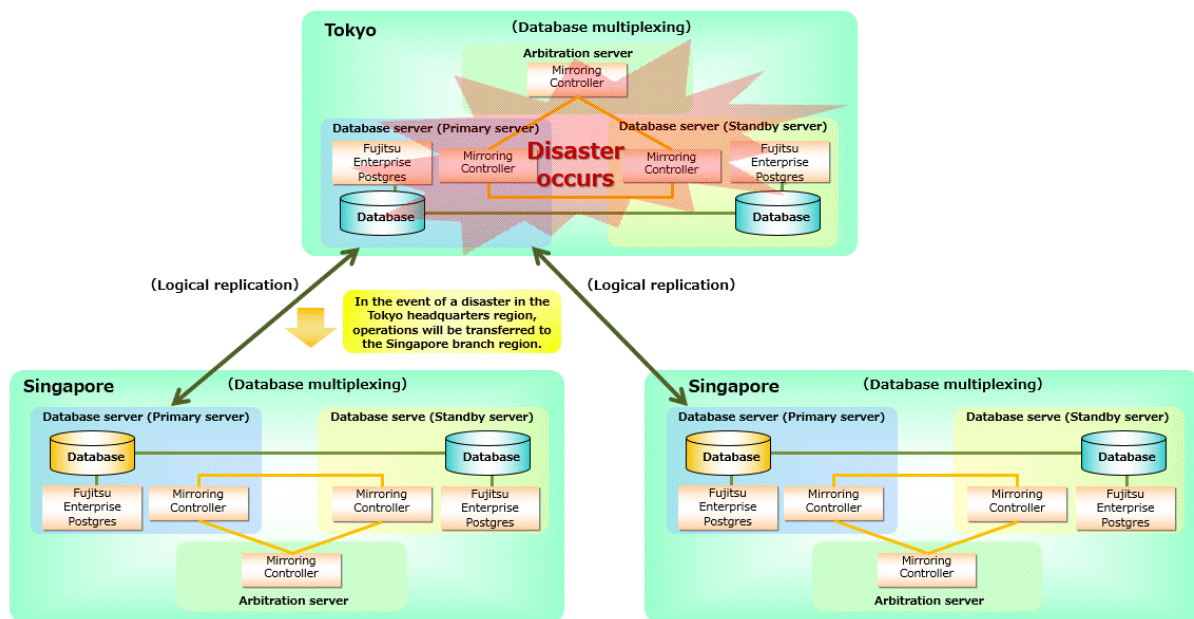 Tokyo
(Database multiplexing)
Arbitration server
Mirroring
Controller
Database server (Primary server)
Database server (Standby server)
Fujitsu
Enterprise
Postgres
Mirroring
Controller
Disaster
occurs
Mirroring
Controller
Fujitsu
Enterprise
Postgres
Database
Database
(Logical replication)
(Logical replication)
In the event of a disaster in the
Tokyo headquarters region,
operations will be transferred to
the Singapore branch region.
Singapore
(Database multiplexing)
Database server (Primary server)
Database serve (Standby server)
Database
Database
Fujitsu
Enterprise
Postgres
Mirroring
Controller
Mirroring
Controller
Fujitsu
Enterprise
Postgres
Mirroring
Controller
Arbitration server
Singapore
(Database multiplexing)
Database server (Primary server)
Database serve (Standby server)
Database
Database
Fujitsu
Enterprise
Postgres
Mirroring
Controller
Mirroring
Controller
Fujitsu
Enterprise
Postgres
Mirroring
Controller
Arbitration server